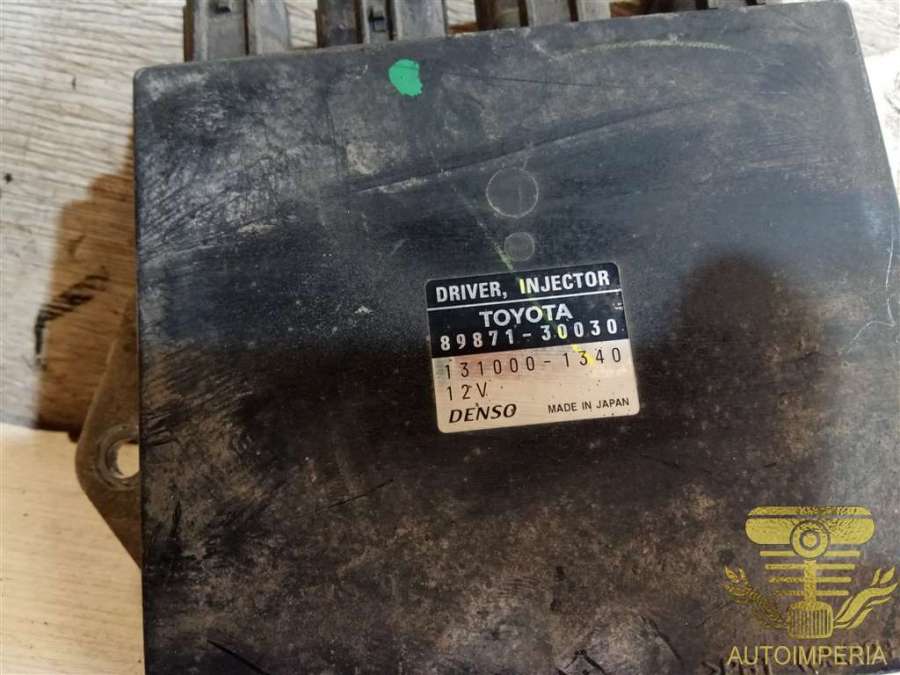 DRIVER, INJECTOR
TOYOTA
89871-30030
131000-1340
12V
DENSO MADE IN JAPAN
AUTOIMPERIA